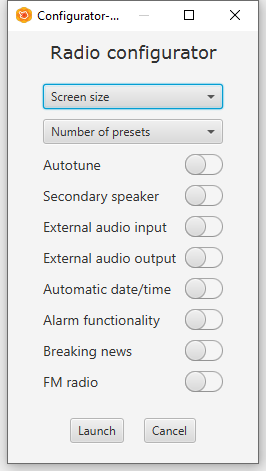 Configurator-...
Radio configurator
Screen size
Number of presets
Autotune
Secondary speaker
External audio input
External audio output
Automatic date/time
Alarm functionality
Breaking news
FM radio
Launch Cancel